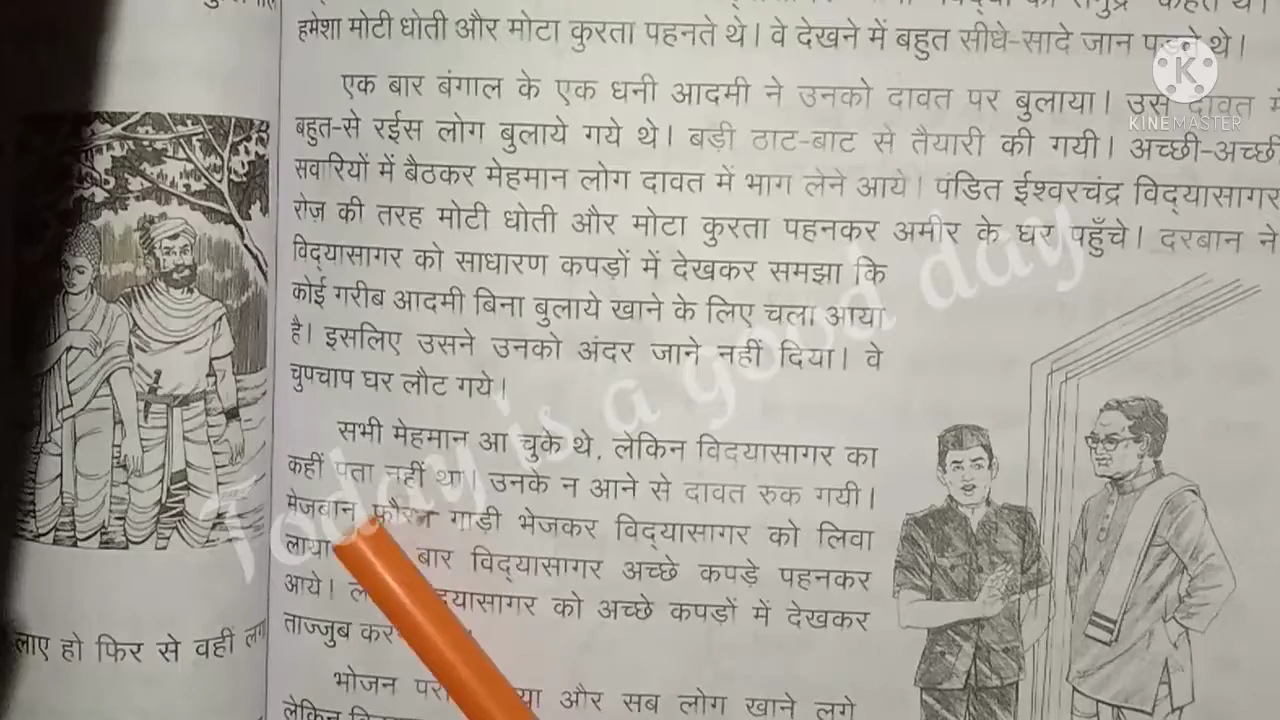 हमेशा मोटी धोती और मोटा कुरता पहनते थे। वे देखने में बहुत सीधे-सादे जान पड़ते थे।
एक बार बंगाल के एक धनी आदमी ने उनको दावत पर बुलाया। उस दावत में
बहुत-से रईस लोग बुलाये गये थे। बड़ी ठाट-बाट से तैयारी की गयी। अच्छी-अच्छी
सवारियों में बैठकर मेहमान लोग दावत में भाग लेने आये। पंडित ईश्वरचंद्र विद्यासागर
रोज़ की तरह मोटी धोती और मोटा कुरता पहनकर अमीर के घर पहुँचे। दरबान ने
विद्यासागर को साधारण कपड़ों में देखकर समझा कि
कोई गरीब आदमी बिना बुलाये खाने के लिए चला आया
है। इसलिए उसने उनको अंदर जाने नहीं दिया। वे
चुपचाप घर लौट गये।
सभी मेहमान आ चुके थे, लेकिन विद्यासागर का
कहीं पता नहीं था। उनके न आने से दावत रुक गयी।
मेजबान फौरन गाड़ी भेजकर विद्यासागर को लिवा
लाया बार विद्यासागर अच्छे कपड़े पहनकर
आये। विद्यासागर को अच्छे कपड़ों में देखकर
ताज्जुब
भोजन और सब लोग खाने लगे
लेकिन
लाए हो फिर से वहीं
KINEMASTER
Today is a good day